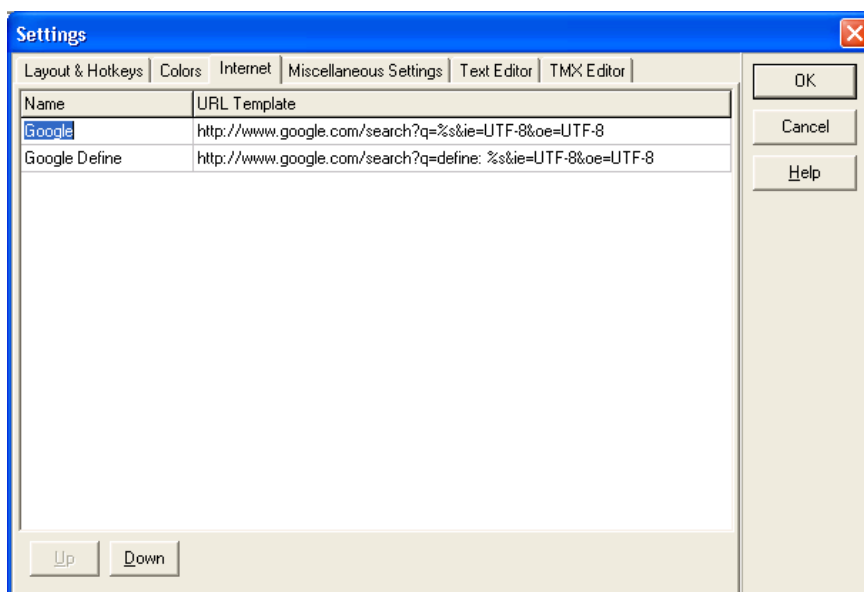 Settings
Layout & Hotkeys Colors Internet Miscellaneous Settings Text Editor TMX Editor
OK
Name URL Template
Google http://www.google.com/search?q=%s&ie=UTF-8&oe=UTF-8
Cancel
Google Define http://www.google.com/search?q=define: %s&ie=UTF-8&oe=UTF-8
Help
Up Down